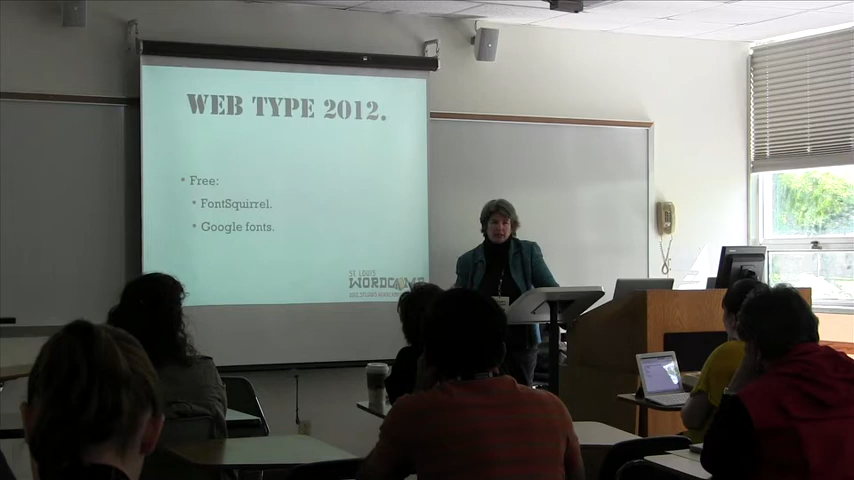 WEB TYPE 2012.
• Free:
• FontSquirrel.
• Google fonts.
ST. LOUIS
WORDCAMP